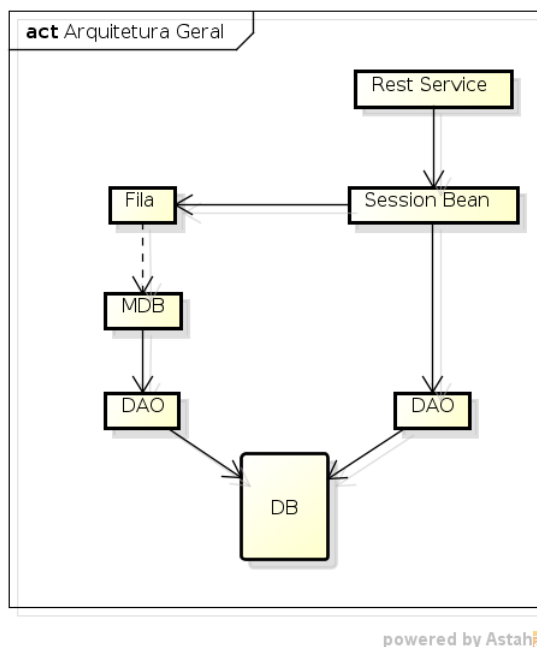 act Arquitetura Geral
Rest Service
Fila
Session Bean
MDB
DAO
DAO
DB
powered by Astah